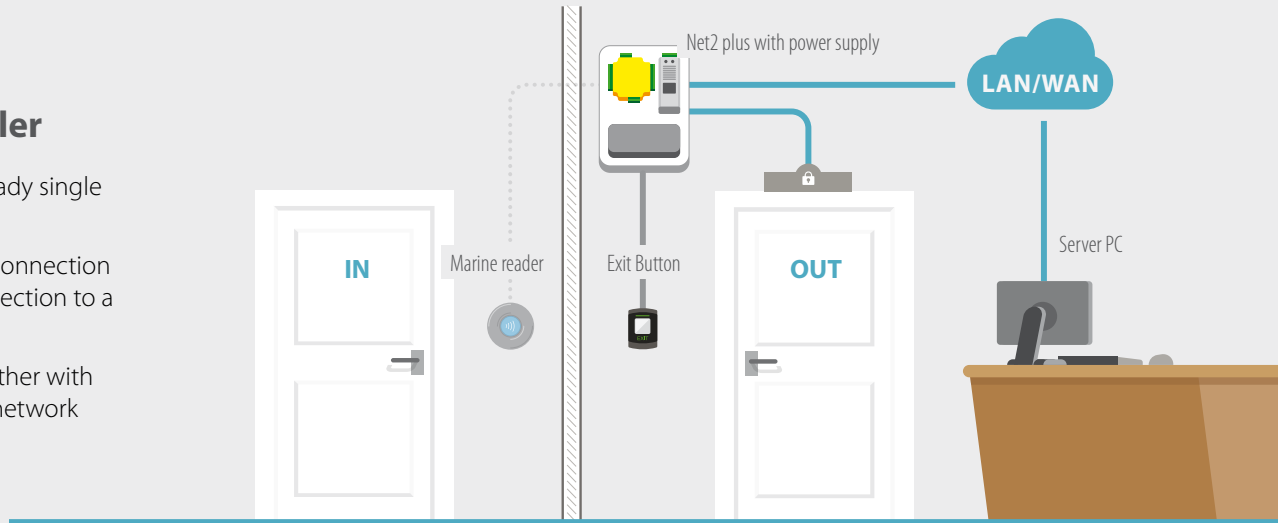 ler
ady single
onnection
ection to a
ther with
network
Net2 plus with power supply
LAN/WAN
IN
Marine reader
Exit Button
OUT
Server PC
EXIT